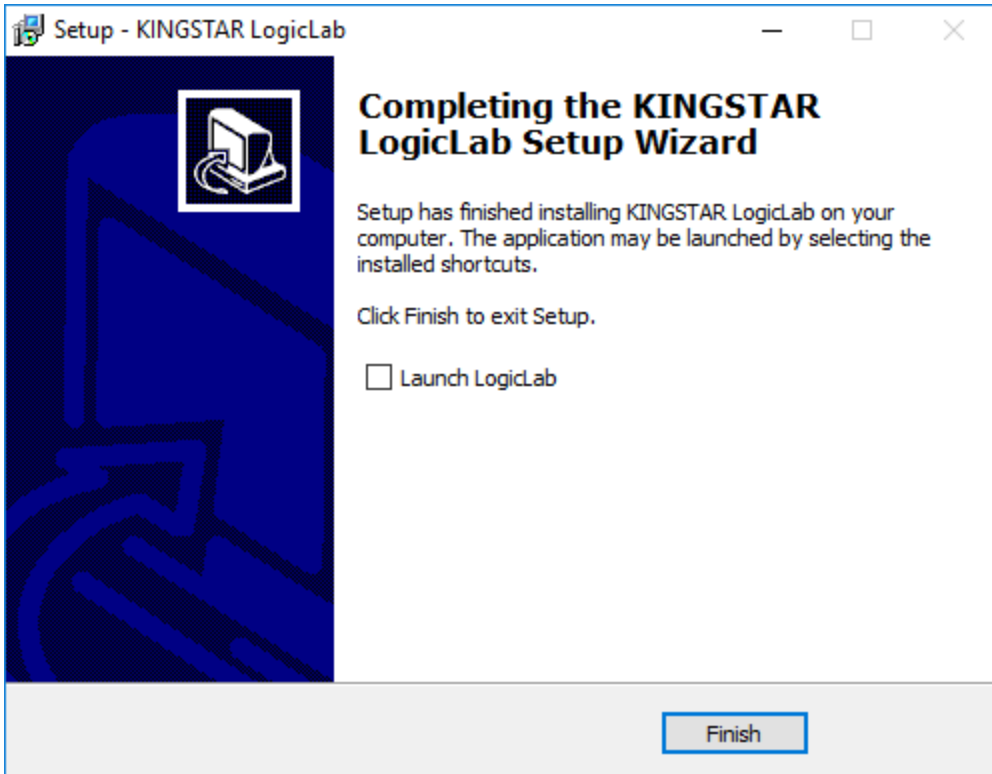 Setup - KINGSTAR LogicLab
Completing the KINGSTAR
LogicLab Setup Wizard
Setup has finished installing KINGSTAR LogicLab on your
computer. The application may be launched by selecting the
installed shortcuts.
Click Finish to exit Setup.
Launch LogicLab
Finish